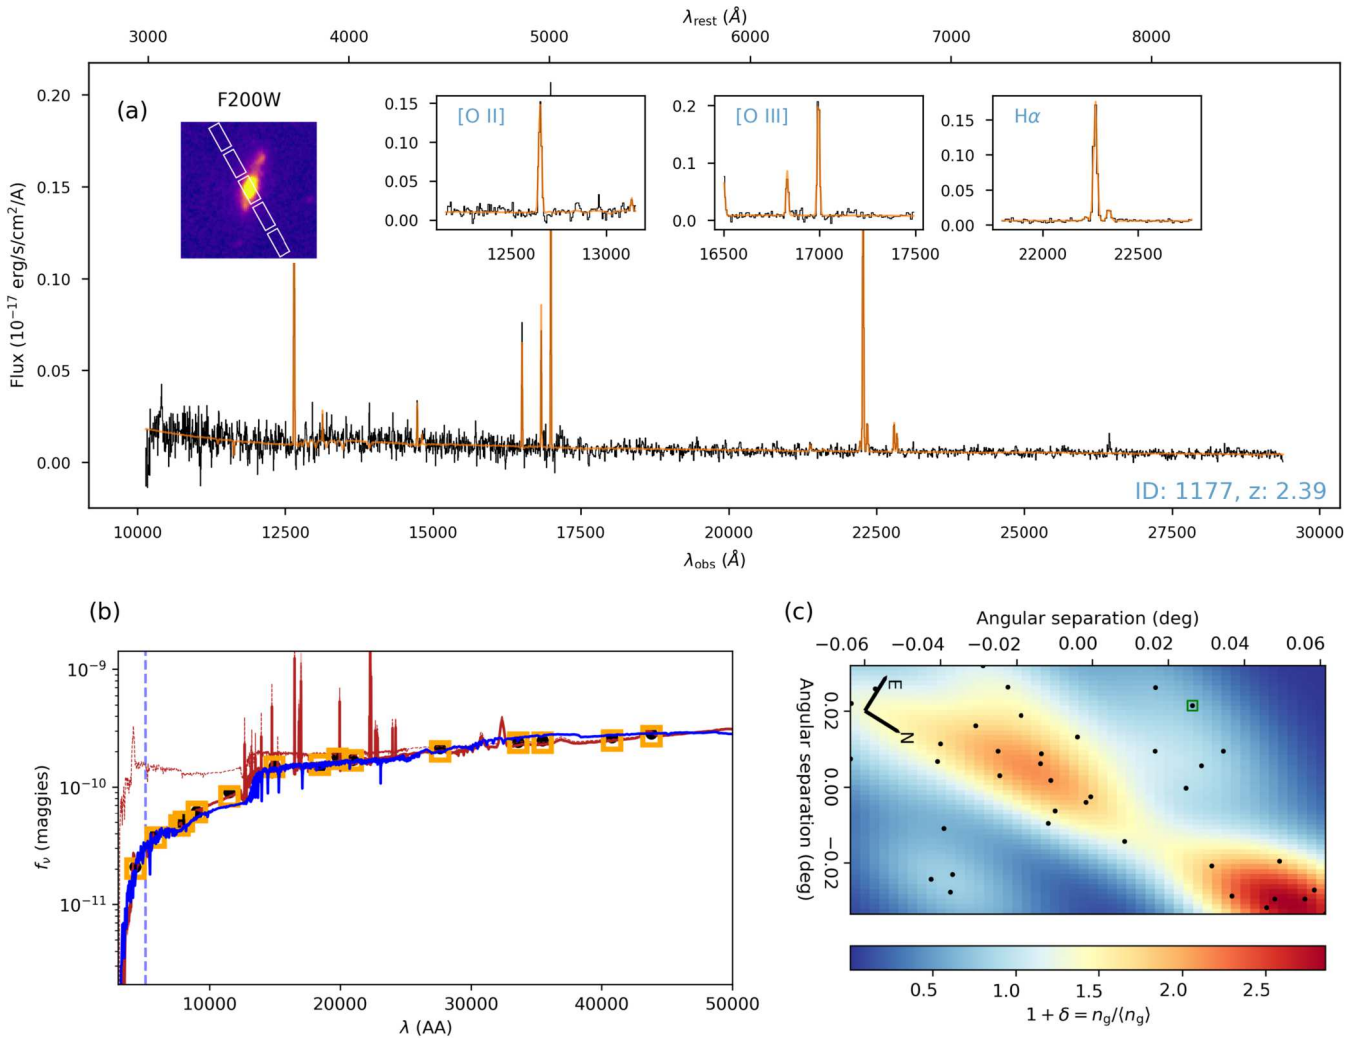 λrest (Å)
3000 4000 5000 6000 7000 8000
(a)
F200W
[O II]
0.15
0.10
0.05
0.00
12500 13000
[O III]
0.2
0.1
0.0
16500 17000 17500
Hα
0.15
0.10
0.05
0.00
22000 22500
Flux (10⁻¹⁷ erg/s/cm²/A)
0.20
0.15
0.10
0.05
0.00
ID: 1177, z: 2.39
10000 12500 15000 17500 20000 22500 25000 27500 30000
λobs (Å)
(b)
fν (maggies)
10⁻⁹
10⁻¹⁰
10⁻¹¹
10000 20000 30000 40000 50000
λ (AA)
(c)
Angular separation (deg)
−0.06 −0.04 −0.02 0.00 0.02 0.04 0.06
Angular separation (deg)
0.02
0.00
−0.02
E
N
0.5 1.0 1.5 2.0 2.5
1 + δ = ng/⟨ng⟩